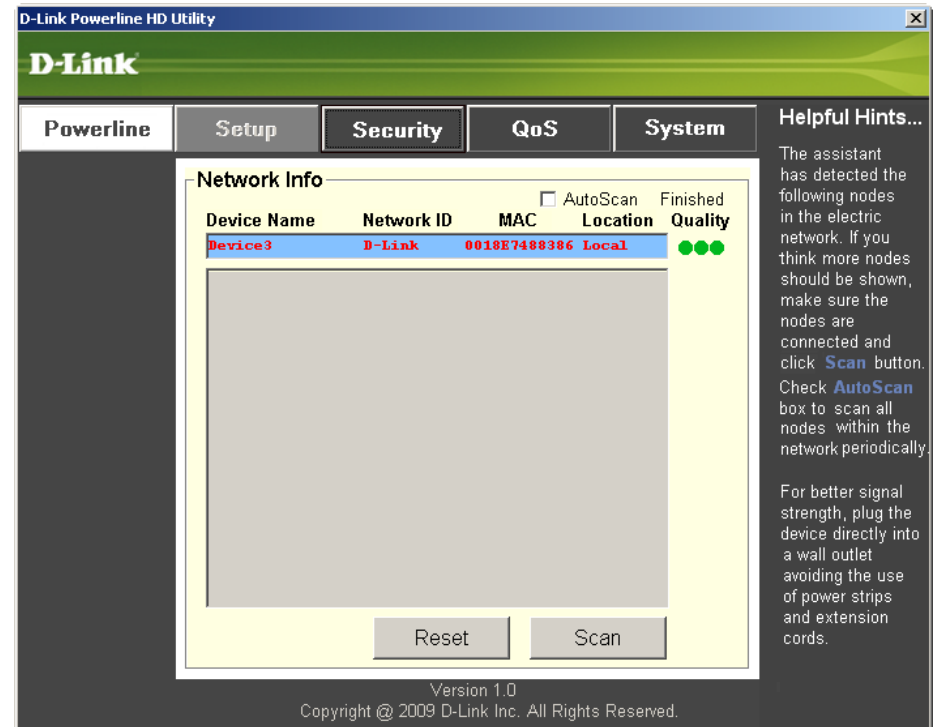 D-Link Powerline HD Utility
D-Link
Powerline Setup Security QoS System
Network Info
AutoScan Finished
Device Name Network ID MAC Location Quality
Device3 D-Link 0018E7488386 Local
Reset Scan
Helpful Hints...
The assistant
has detected the
following nodes
in the electric
network. If you
think more nodes
should be shown,
make sure the
nodes are
connected and
click Scan button.
Check AutoScan
box to scan all
nodes within the
network periodically.
For better signal
strength, plug the
device directly into
a wall outlet
avoiding the use
of power strips
and extension
cords.
Version 1.0
Copyright @ 2009 D-Link Inc. All Rights Reserved.